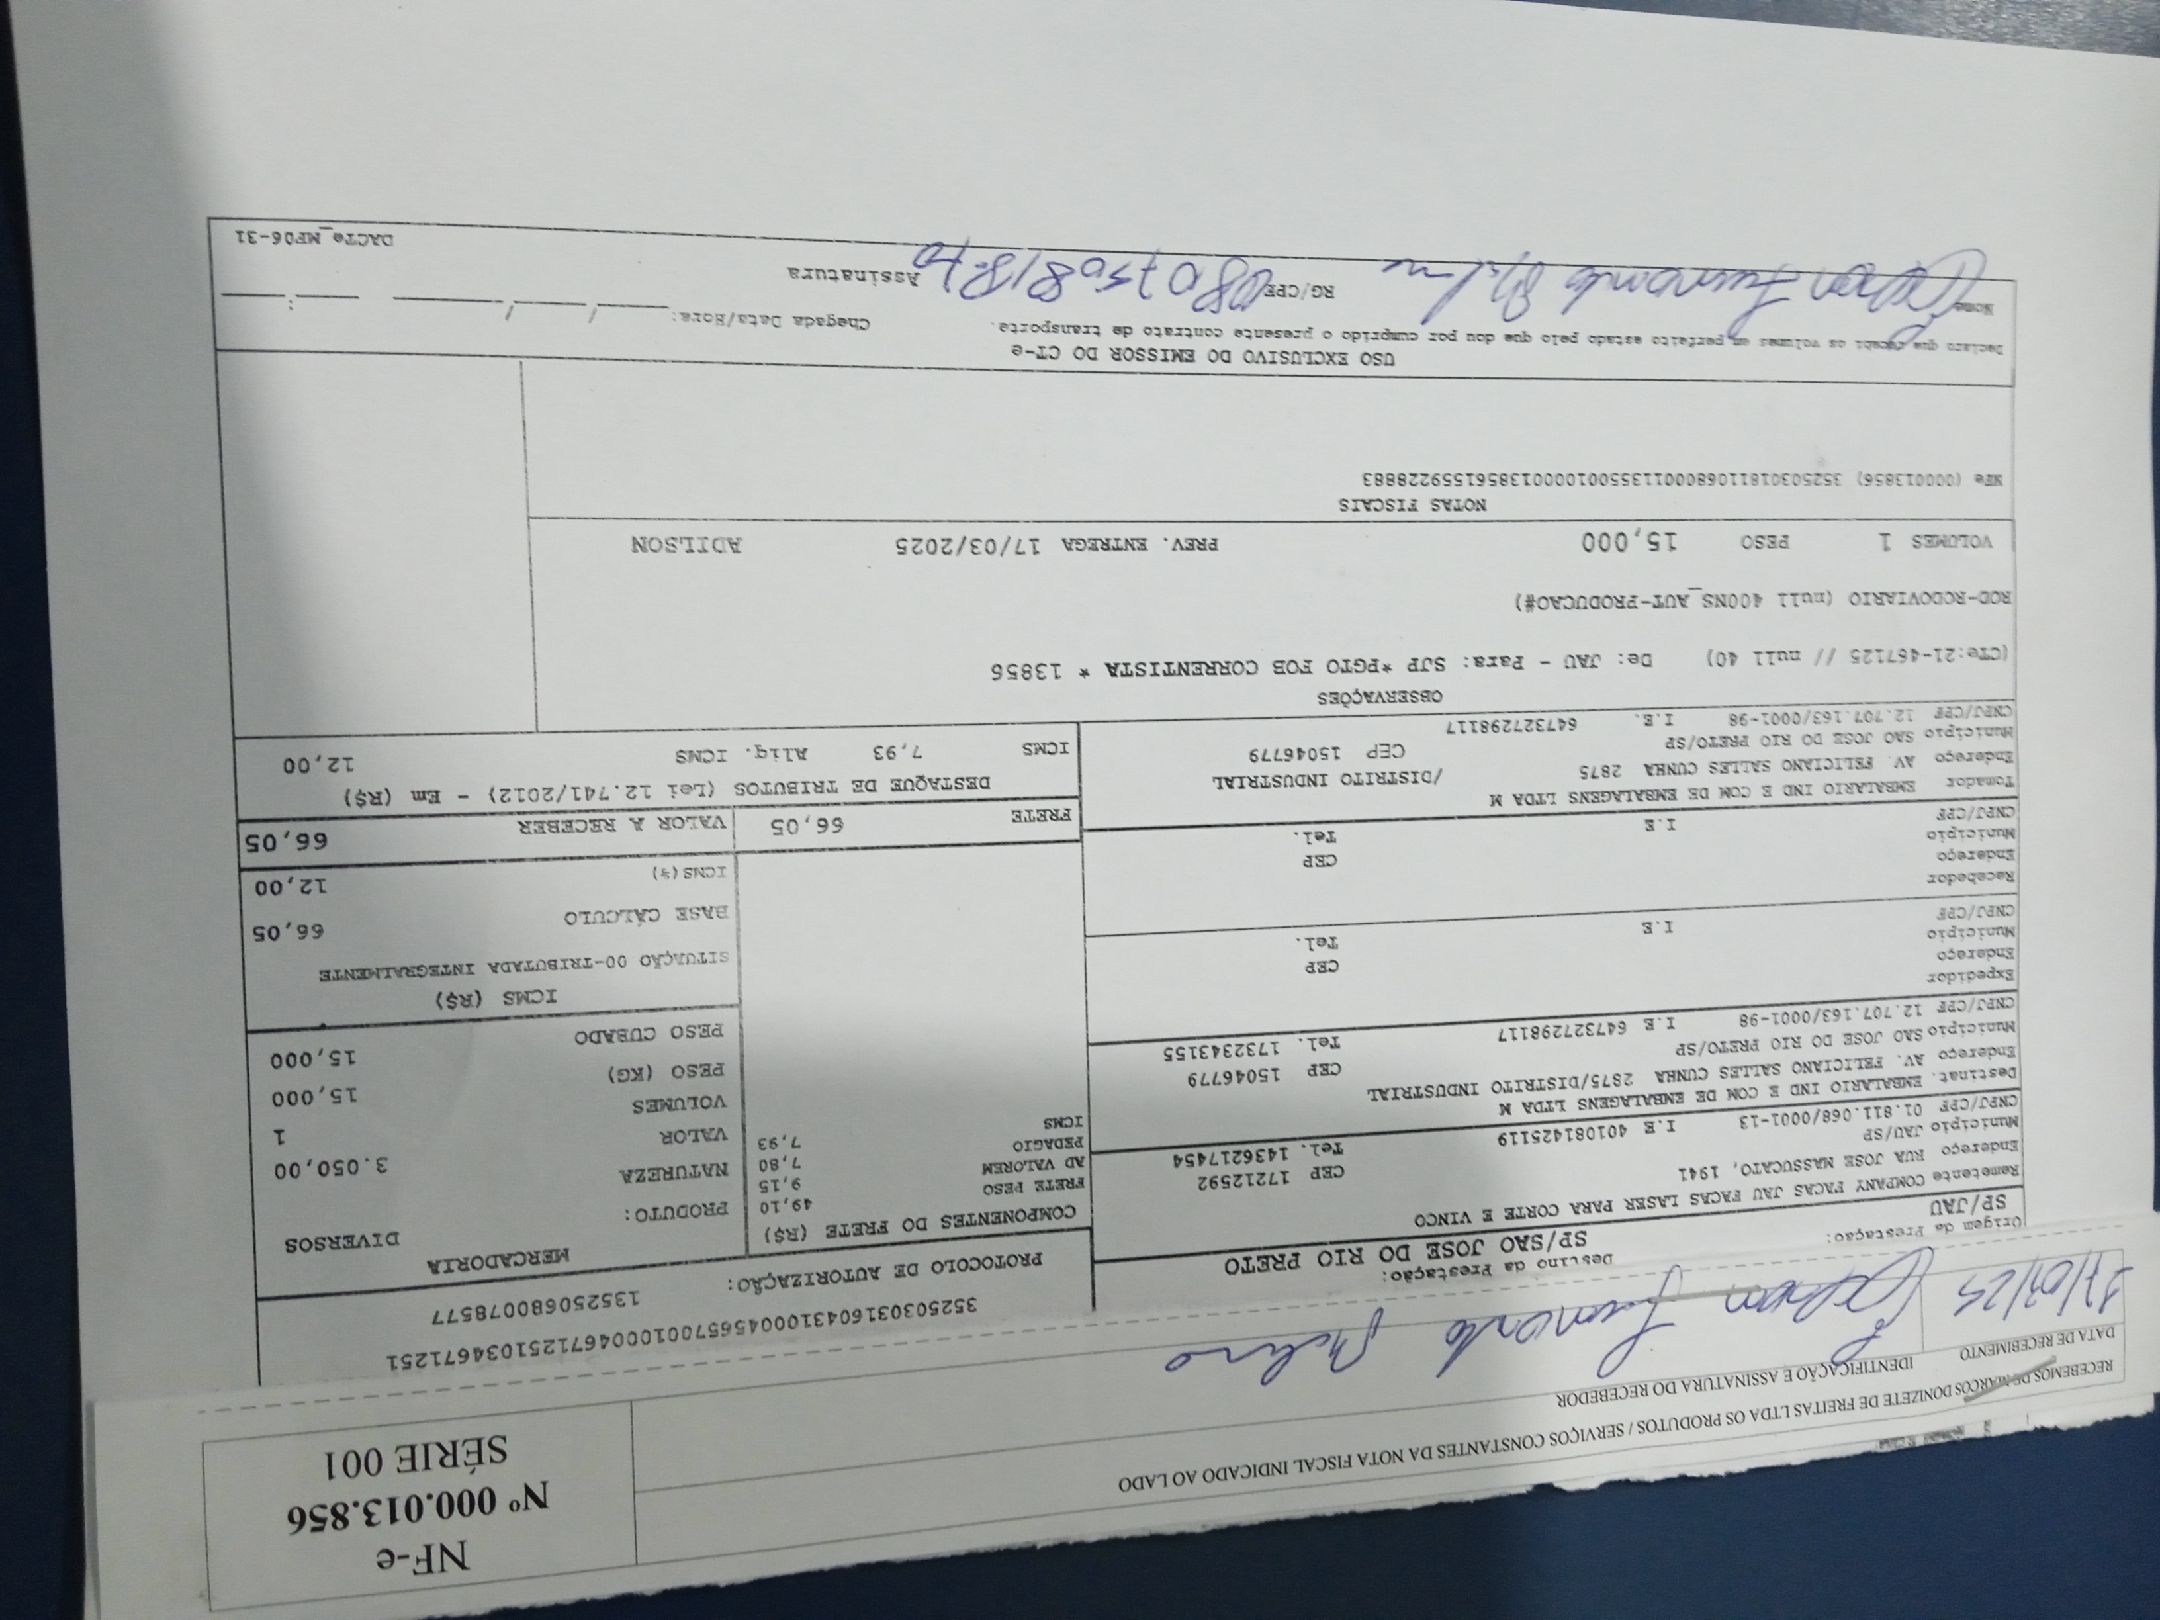 RECEBEMOS DE MARCOS DONIZETE DE FREITAS LTDA OS PRODUTOS / SERVIÇOS CONSTANTES DA NOTA FISCAL INDICADO AO LADO
DATA DE RECEBIMENTO
IDENTIFICAÇÃO E ASSINATURA DO RECEBEDOR
NF-e
Nº 000.013.856
SÉRIE 001
Origem da Prestação:
SP/JAU
Destino da Prestação:
SP/SAO JOSE DO RIO PRETO
35250303160431000456570010004671251034671251
PROTOCOLO DE AUTORIZAÇÃO: 135250680078577
Remetente COMPANY FACAS JAU FACAS LASER PARA CORTE E VINCO
Endereço RUA JOSE MASSUCATO, 1941 CEP 17212592
Município JAU/SP Tel. 1436217454
CNPJ/CPF 01.811.068/0001-13 I.E 401081425119
Destinat. EMBALARIO IND E COM DE EMBALAGENS LTDA M
Endereço AV. FELICIANO SALLES CUNHA 2875/DISTRITO INDUSTRIAL
Município SAO JOSE DO RIO PRETO/SP CEP 15046779
CNPJ/CPF 12.707.163/0001-98 I.E 647327298117 Tel. 1732343155
Expedidor
Endereço CEP
Município Tel.
CNPJ/CPF I.E
Recebedor
Endereço CEP
Município Tel.
CNPJ/CPF I.E
Tomador EMBALARIO IND E COM DE EMBALAGENS LTDA M
Endereço AV. FELICIANO SALLES CUNHA 2875 /DISTRITO INDUSTRIAL
Município SAO JOSE DO RIO PRETO/SP CEP 15046779
CNPJ/CPF 12.707.163/0001-98 I.E. 647327298117
COMPONENTES DO FRETE (R$)
FRETE PESO 49,10
AD VALOREM 9,15
PEDAGIO 7,80
ICMS 7,93
MERCADORIA
PRODUTO: DIVERSOS
NATUREZA
VALOR 3.050,00
VOLUMES 1
PESO (KG) 15,000
PESO CUBADO 15,000
ICMS (R$)
SITUAÇÃO 00-TRIBUTADA INTEGRALMENTE
BASE CÁLCULO 66,05
ICMS(%) 12,00
FRETE 66,05 VALOR A RECEBER 66,05
DESTAQUE DE TRIBUTOS (Lei 12.741/2012) - Em (R$)
ICMS 7,93 Aliq. ICMS 12,00
OBSERVAÇÕES
(CTe:21-467125 // null 40) De: JAU - Para: SJP *PGTO FOB CORRENTISTA * 13856
ROD-RODOVIARIO (null 400NS_AUT-PRODUCAO#)
VOLUMES 1 PESO 15,000 PREV. ENTREGA 17/03/2025 ADILSON
NOTAS FISCAIS
NFe (000013856) 35250301811068000113550010000138561559228883
USO EXCLUSIVO DO EMISSOR DO CT-e
Declaro que recebi os volumes em perfeito estado pelo que dou por cumprido o presente contrato de transporte.
Chegada Data/Hora: ____/____/______ ____:____
Nome RG/CPF Assinatura
DACTe_MF06-31